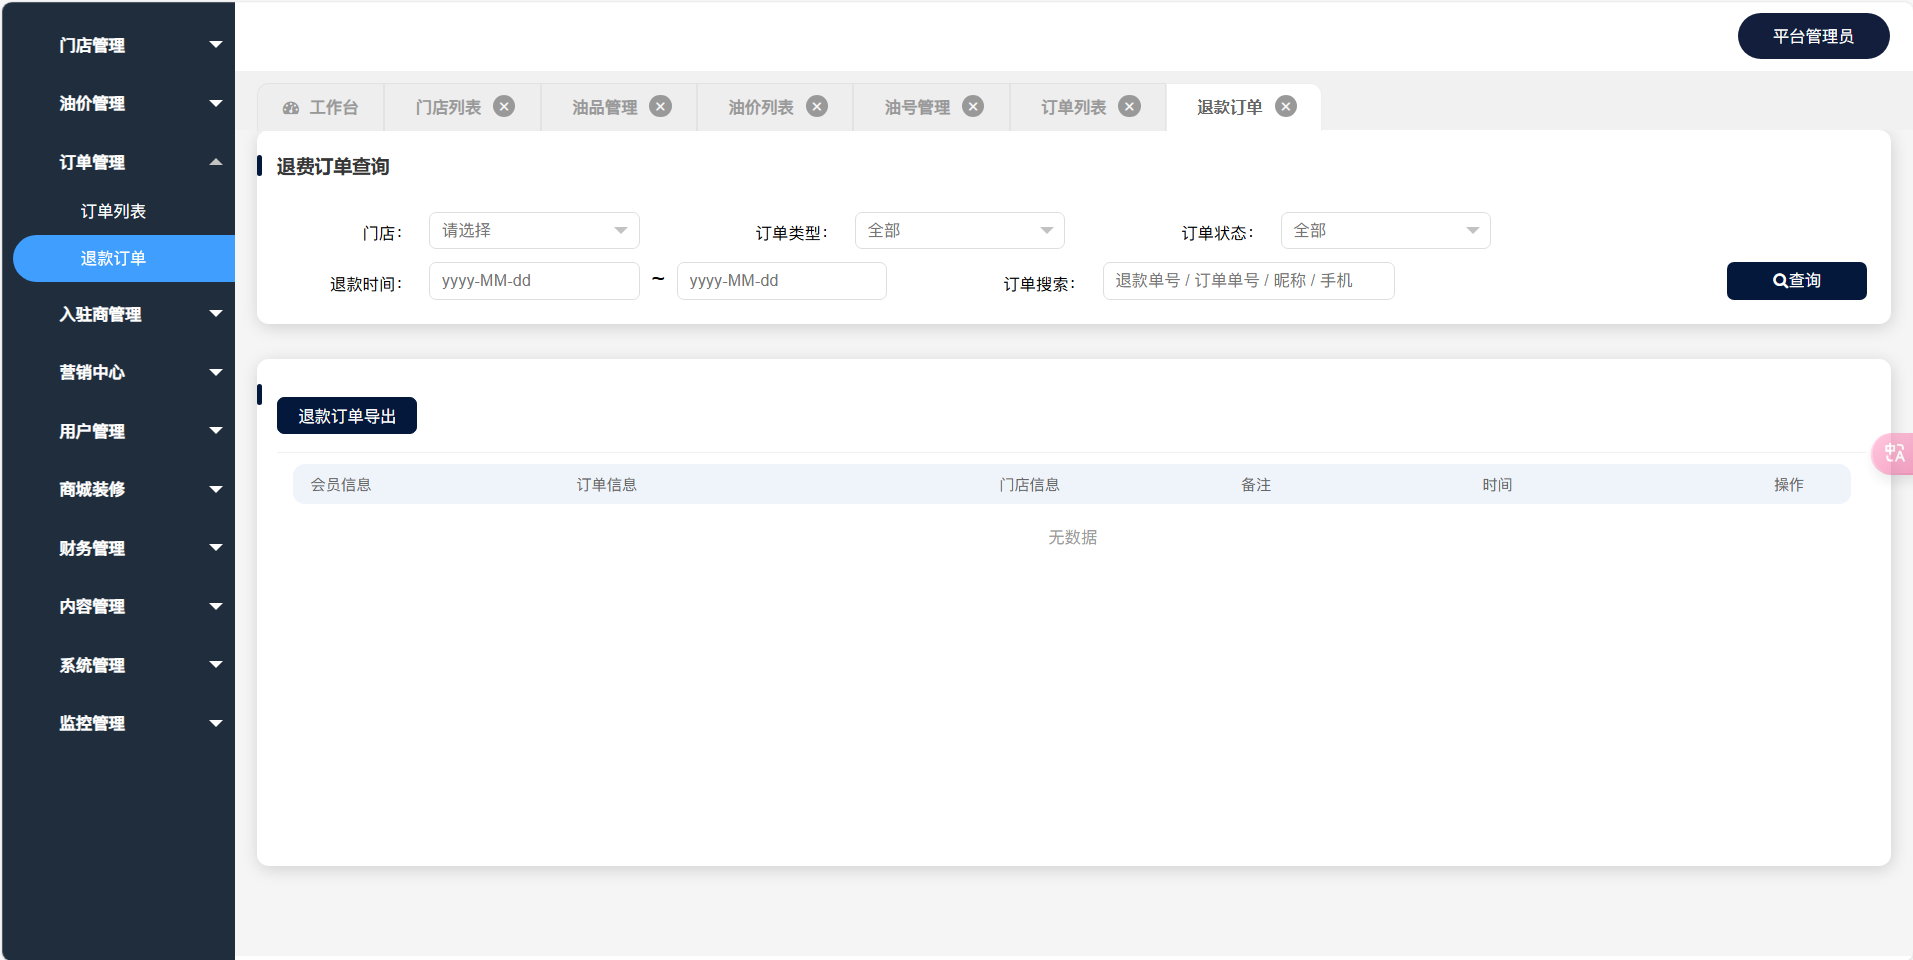 平台管理员
门店管理
油价管理
订单管理
订单列表
退款订单
入驻商管理
营销中心
用户管理
商城装修
财务管理
内容管理
系统管理
监控管理
工作台 门店列表 油品管理 油价列表 油号管理 订单列表 退款订单
退费订单查询
门店： 请选择 订单类型： 全部 订单状态： 全部
退款时间： yyyy-MM-dd ~ yyyy-MM-dd 订单搜索： 退款单号 / 订单单号 / 昵称 / 手机 查询
退款订单导出
会员信息 订单信息 门店信息 备注 时间 操作
无数据
中A